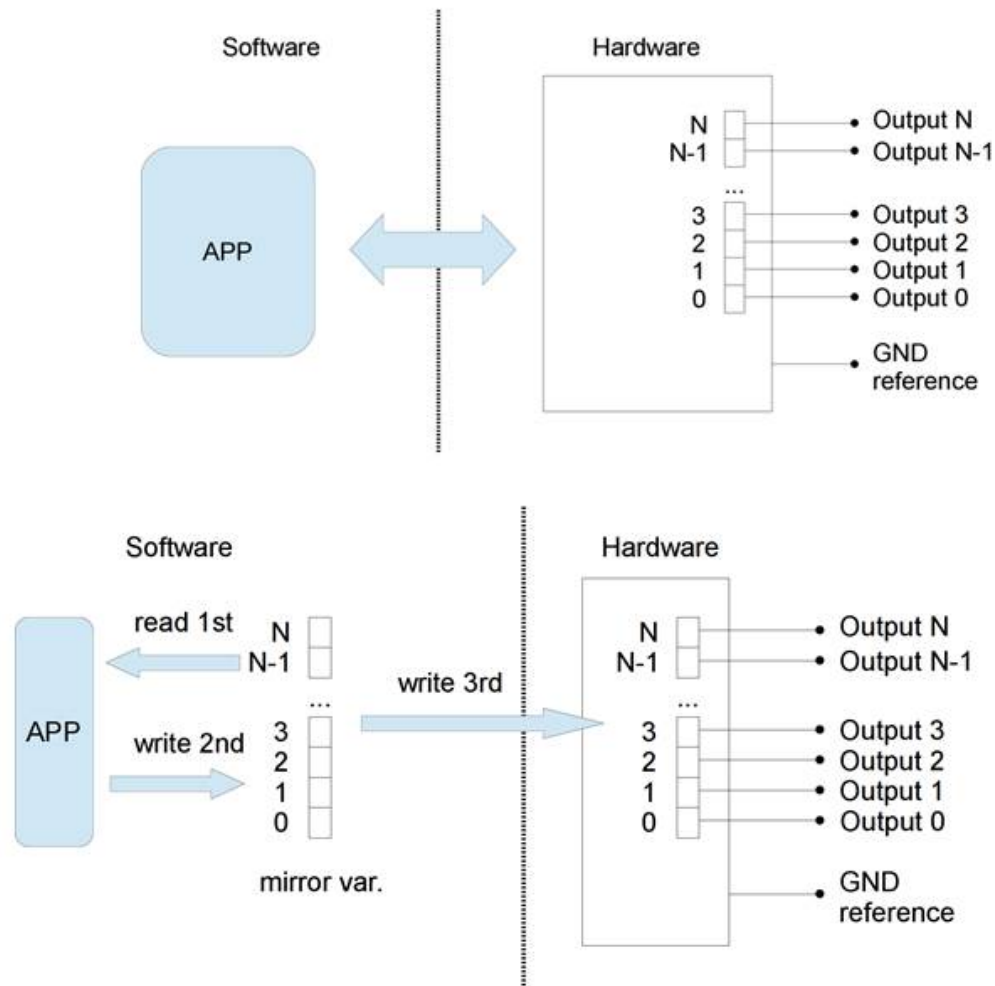 Software
Hardware
APP
N
Output N
N-1
Output N-1
...
3
Output 3
2
Output 2
1
Output 1
0
Output 0
GND
reference
Software
Hardware
read 1st
N
N-1
write 3rd
...
APP
write 2nd
3
2
1
0
mirror var.
N
Output N
N-1
Output N-1
...
3
Output 3
2
Output 2
1
Output 1
0
Output 0
GND
reference